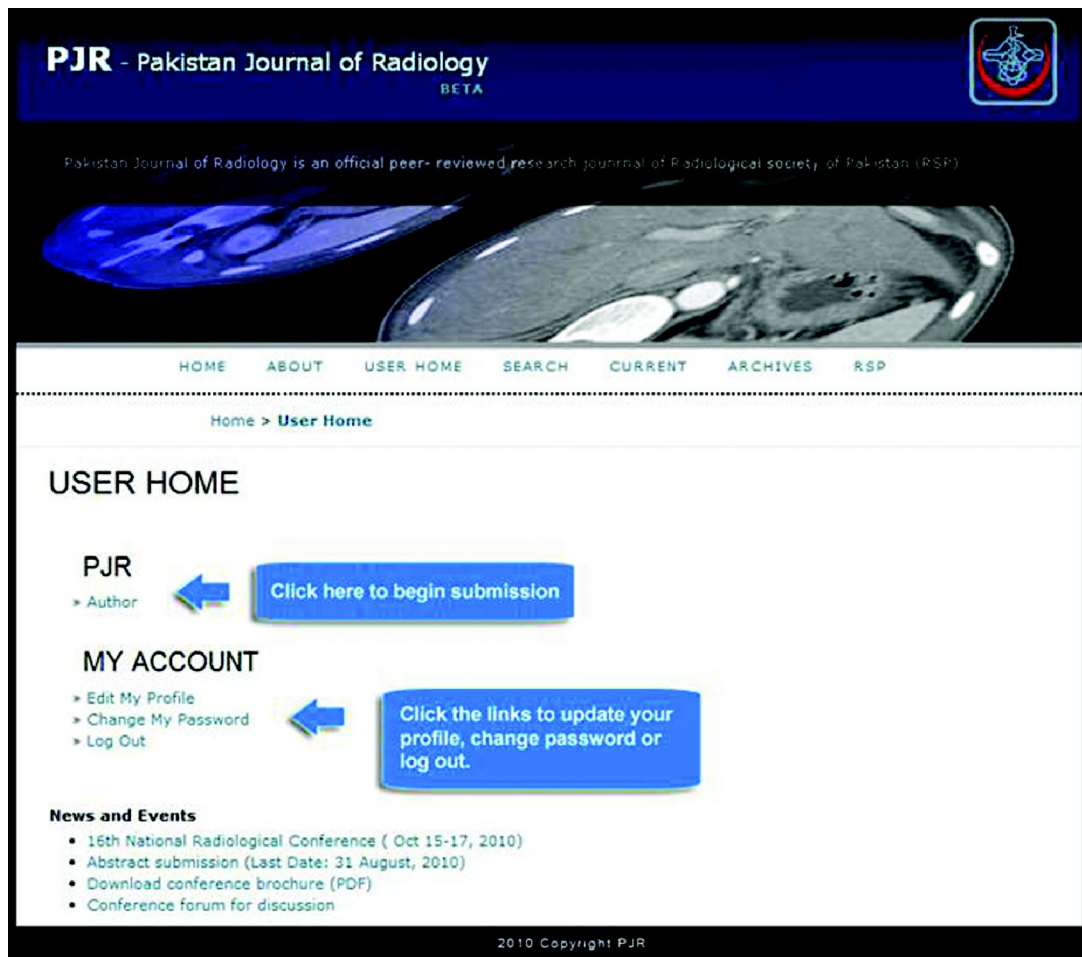 PJR - Pakistan Journal of Radiology
BETA
Pakistan Journal of Radiology is an official peer- reviewed research jounrnal of Radiological society of Pakistan (RSP)
HOME ABOUT USER HOME SEARCH CURRENT ARCHIVES RSP
Home > User Home
USER HOME
PJR
» Author
Click here to begin submission
MY ACCOUNT
» Edit My Profile
» Change My Password
» Log Out
Click the links to update your
profile, change password or
log out.
News and Events
• 16th National Radiological Conference ( Oct 15-17, 2010)
• Abstract submission (Last Date: 31 August, 2010)
• Download conference brochure (PDF)
• Conference forum for discussion
2010 Copyright PJR